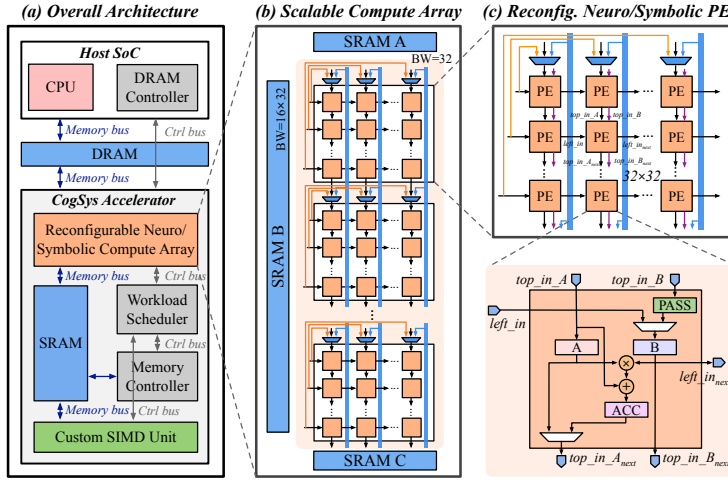 (a) Overall Architecture
Host SoC
CPU
DRAM
Controller
Memory bus
Ctrl bus
DRAM
Memory bus
CogSys Accelerator
Reconfigurable Neuro/
Symbolic Compute Array
Memory bus
Ctrl bus
SRAM
Workload
Scheduler
Memory
Controller
Memory bus
Ctrl bus
Custom SIMD Unit
(b) Scalable Compute Array
SRAM A
BW=32
BW=16×32
SRAM B
...
...
...
...
...
...
...
...
...
...
SRAM C
(c) Reconfig. Neuro/Symbolic PE
PE
PE
...
PE
top_in_A
top_in_B
PE
PE
...
PE
left_in
left_in_next
top_in_A_next
top_in_B_next
32×32
PE
PE
...
PE
top_in_A
top_in_B
PASS
left_in
A
B
×
left_in_next
+
ACC
top_in_A_next
top_in_B_next